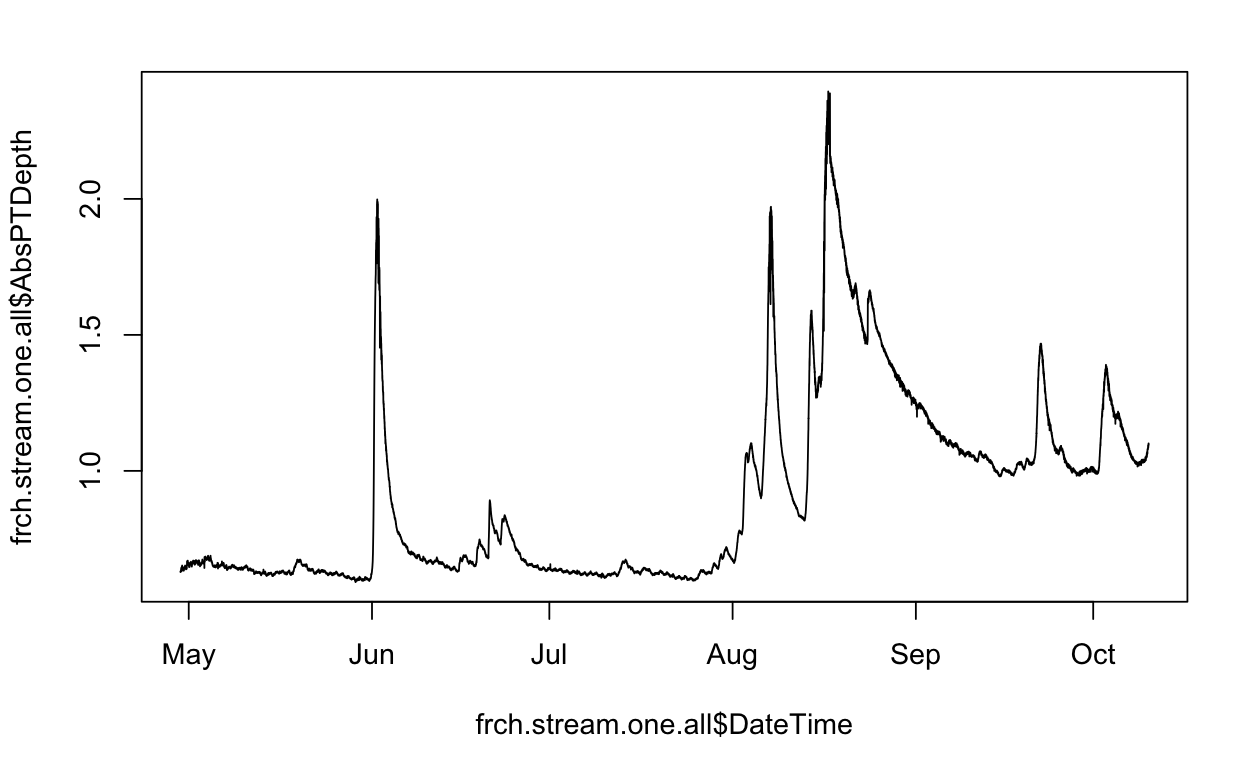 frch.stream.one.all$AbsPTDepth
2.0
1.5
1.0
May Jun Jul Aug Sep Oct
frch.stream.one.all$DateTime